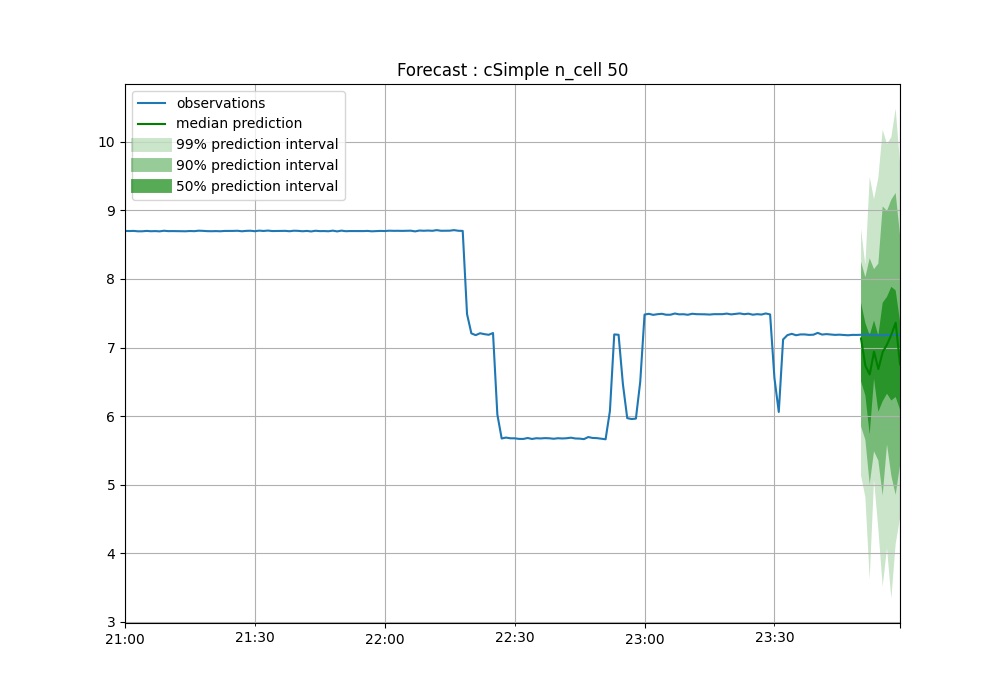 Forecast : cSimple n_cell 50
observations
median prediction
99% prediction interval
90% prediction interval
50% prediction interval
10
9
8
7
6
5
4
3
21:00
21:30
22:00
22:30
23:00
23:30